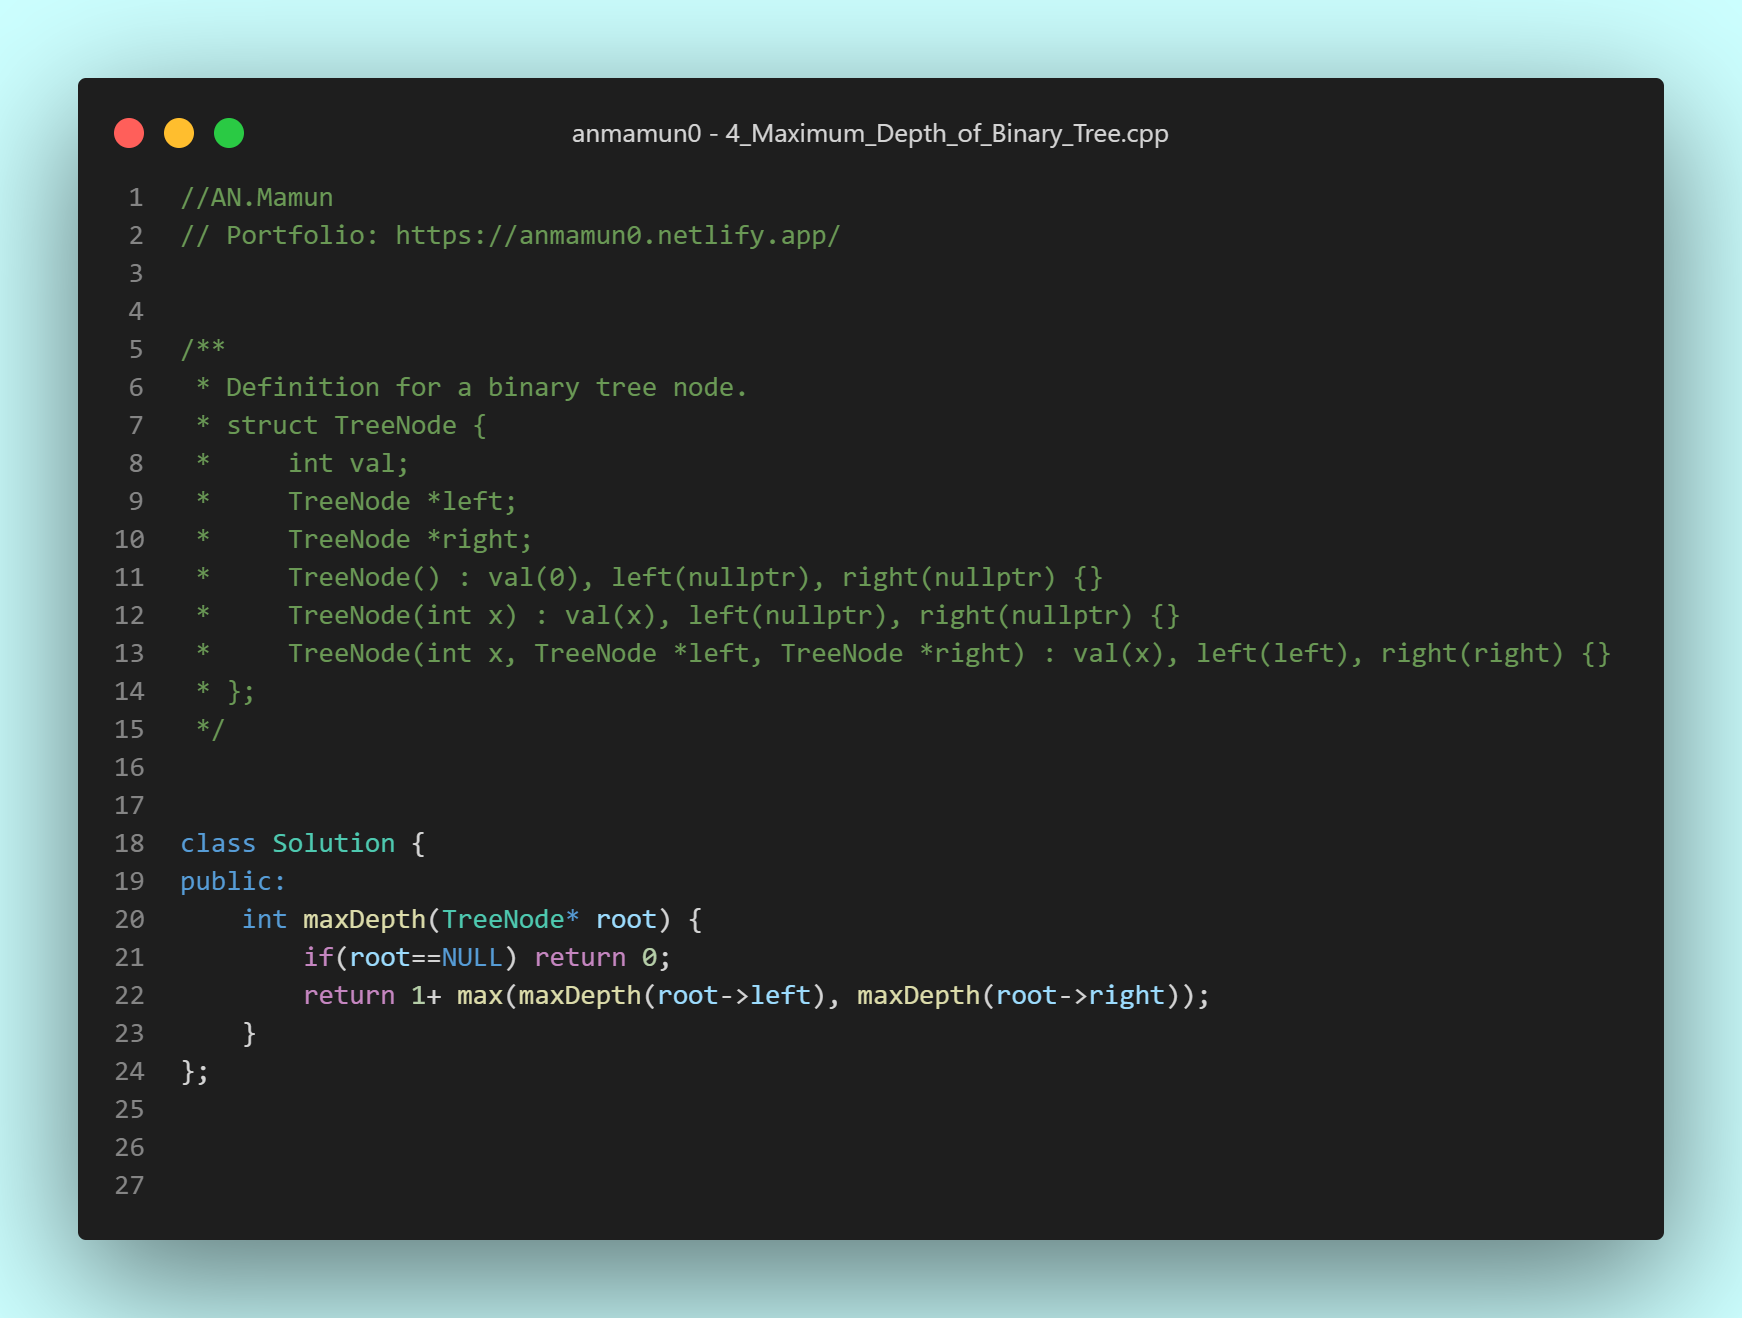 anmamun0 - 4_Maximum_Depth_of_Binary_Tree.cpp
1 //AN.Mamun
2 // Portfolio: https://anmamun0.netlify.app/
3
4
5 /**
6  * Definition for a binary tree node.
7  * struct TreeNode {
8  *     int val;
9  *     TreeNode *left;
10  *     TreeNode *right;
11  *     TreeNode() : val(0), left(nullptr), right(nullptr) {}
12  *     TreeNode(int x) : val(x), left(nullptr), right(nullptr) {}
13  *     TreeNode(int x, TreeNode *left, TreeNode *right) : val(x), left(left), right(right) {}
14  * };
15  */
16
17
18 class Solution {
19 public:
20     int maxDepth(TreeNode* root) {
21         if(root==NULL) return 0;
22         return 1+ max(maxDepth(root->left), maxDepth(root->right));
23     }
24 };
25
26
27